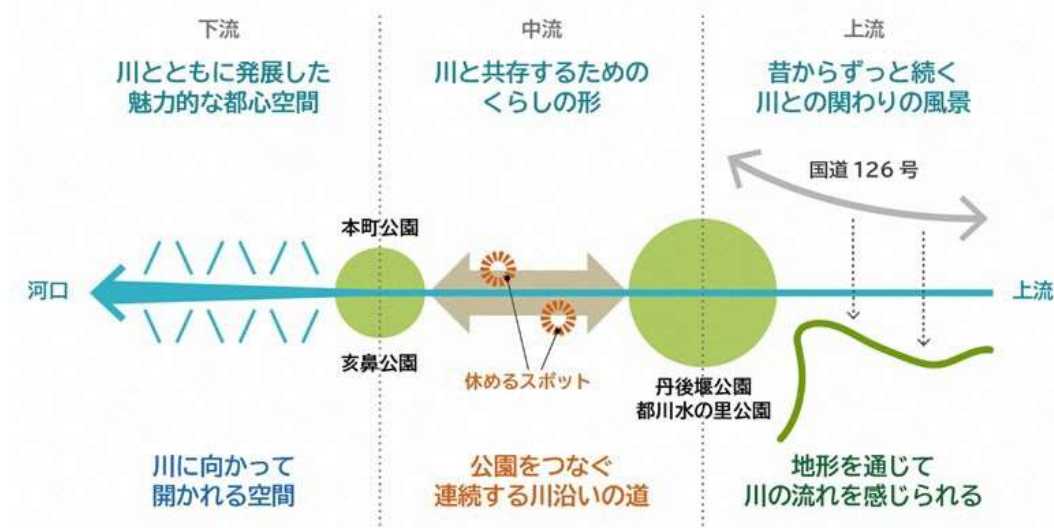 下流
中流
上流
川とともに発展した
魅力的な都心空間
川と共存するための
くらしの形
昔からずっと続く
川との関わりの風景
国道 126 号
本町公園
河口
上流
亥鼻公園
休めるスポット
丹後堰公園
都川水の里公園
川に向かって
開かれる空間
公園をつなぐ
連続する川沿いの道
地形を通じて
川の流れを感じられる